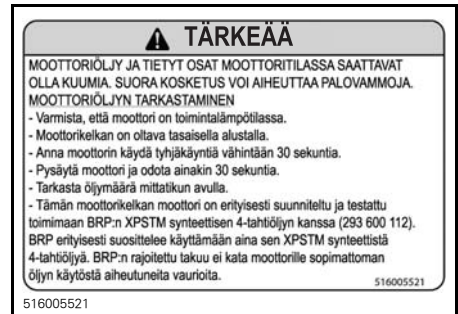 TÄRKEÄÄ
MOOTTORIÖLJY JA TIETYT OSAT MOOTTORITILASSA SAATTAVAT
OLLA KUUMIA. SUORA KOSKETUS VOI AIHEUTTAA PALOVAMMOJA.
MOOTTORIÖLJYN TARKASTAMINEN
- Varmista, että moottori on toimintalämpötilassa.
- Moottorikelkan on oltava tasaisella alustalla.
- Anna moottorin käydä tyhjäkäyntiä vähintään 30 sekuntia.
- Pysäytä moottori ja odota ainakin 30 sekuntia.
- Tarkasta öljymäärä mittatikun avulla.
- Tämän moottorikelkan moottori on erityisesti suunniteltu ja testattu
toimimaan BRP:n XPSTM synteettisen 4-tahtiöljyn kanssa (293 600 112).
BRP erityisesti suosittelee käyttämään aina sen XPSTM synteettistä
4-tahtiöljyä. BRP:n rajoitettu takuu ei kata moottorille sopimattoman
öljyn käytöstä aiheutuneita vaurioita.
516005521
516005521